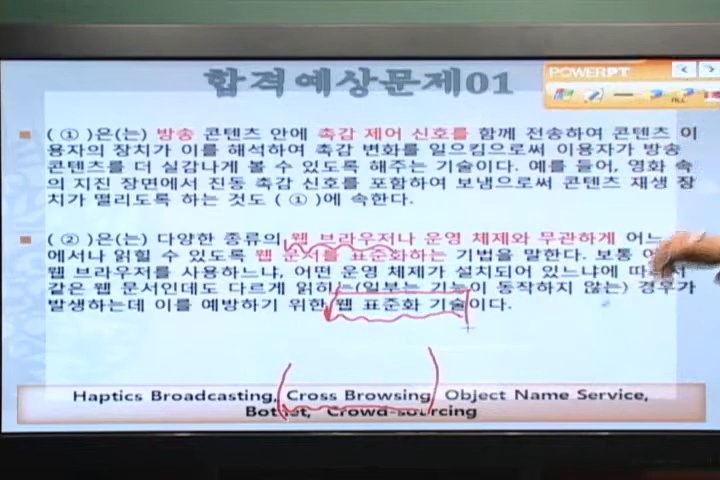 합격예상문제01
POWERPT
( ① )은(는) 방송 콘텐츠 안에 촉감 제어 신호를 함께 전송하여 콘텐츠 이
용자의 장치가 이를 해석하여 촉감 변화를 일으킴으로써 이용자가 방송
콘텐츠를 더 실감나게 볼 수 있도록 해주는 기술이다. 예를 들어, 영화 속
의 지진 장면에서 진동 촉감 신호를 포함하여 보냄으로써 콘텐츠 재생 장
치가 떨리도록 하는 것도 ( ① )에 속한다.
( ② )은(는) 다양한 종류의 웹 브라우저나 운영 체제와 무관하게 어느
에서나 읽힐 수 있도록 웹 문서를 표준화하는 기법을 말한다. 보통
웹 브라우저를 사용하느냐, 어떤 운영 체제가 설치되어 있느냐에
같은 웹 문서인데도 다르게 읽히는(일부는 기능이 동작하지 않는) 경우가
발생하는데 이를 예방하기 위한 웹 표준화 기술이다.
Haptics Broadcasting, Cross Browsing, Object Name Service,
Botnet, Crowd-sourcing